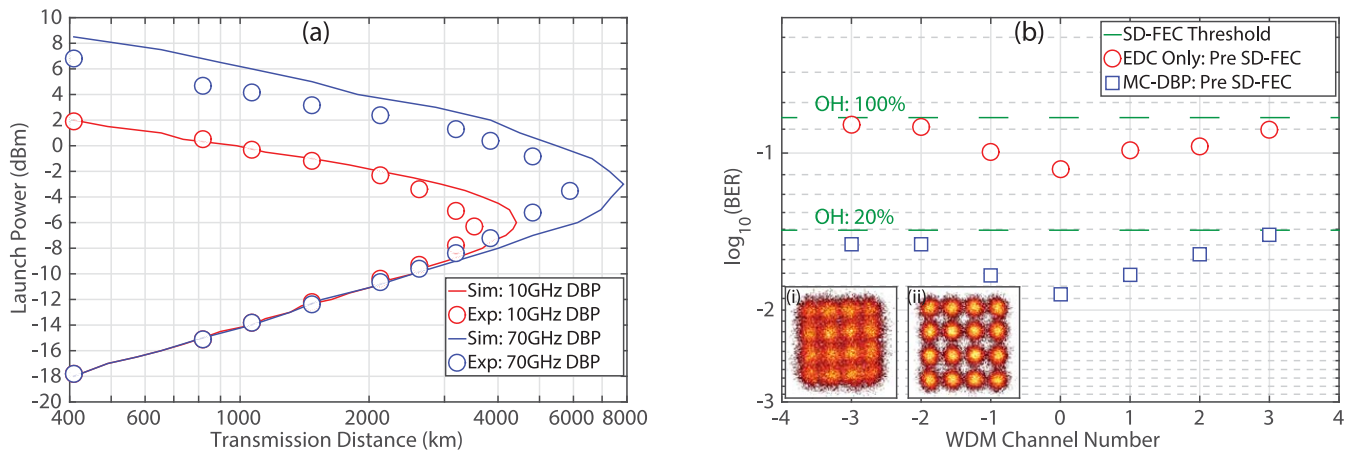 (a)
Launch Power (dBm)
10
8
6
4
2
0
-2
-4
-6
-8
-10
-12
-14
-16
-18
-20
Sim: 10GHz DBP
Exp: 10GHz DBP
Sim: 70GHz DBP
Exp: 70GHz DBP
400 600 1000 2000 4000 6000 8000
Transmission Distance (km)
(b)
SD-FEC Threshold
EDC Only: Pre SD-FEC
MC-DBP: Pre SD-FEC
OH: 100%
OH: 20%
log10(BER)
-1
-2
-3
(i)
(ii)
-4 -3 -2 -1 0 1 2 3 4
WDM Channel Number